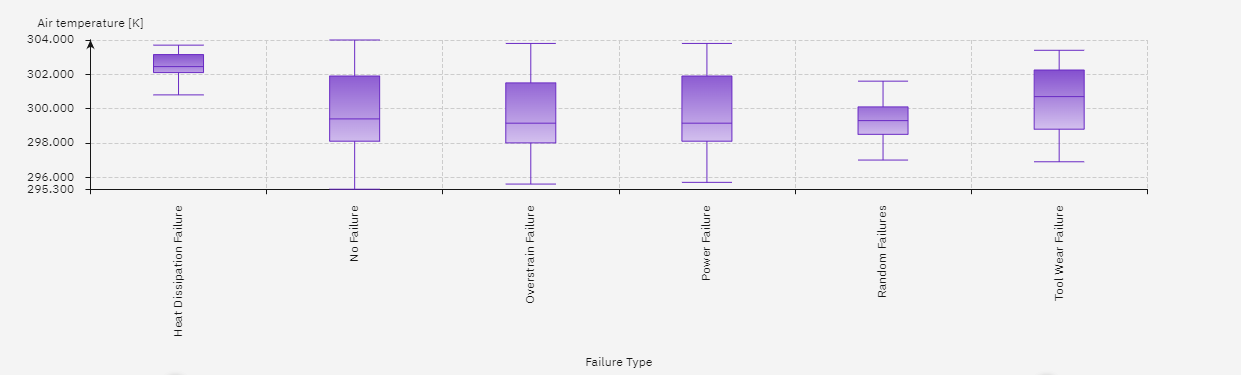 Air temperature [K]
304.000
302.000
300.000
298.000
296.000
295.300
Heat Dissipation Failure
No Failure
Overstrain Failure
Power Failure
Random Failures
Tool Wear Failure
Failure Type